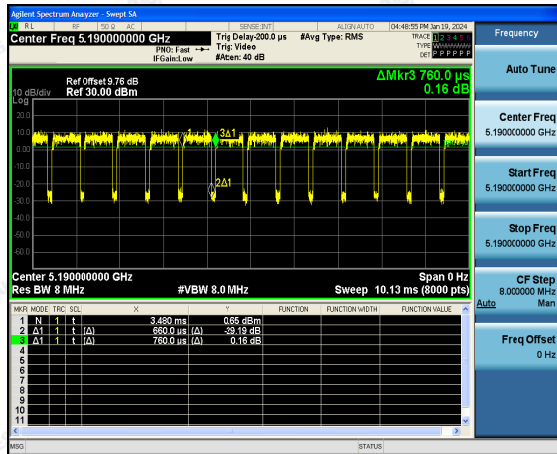 Agilent Spectrum Analyzer - Swept SA
RL RF 50 Ω AC SENSE:INT ALIGN AUTO 04:48:55 PM Jan 19, 2024
Center Freq 5.190000000 GHz Trig Delay-200.0 µs #Avg Type: RMS TRACE 1 2 3 4 5 6 Frequency
PNO: Fast Trig: Video TYPE WWWWWW
IFGain:Low #Atten: 40 dB DET P P P P P P
Auto Tune
ΔMkr3 760.0 µs
Ref Offset 9.76 dB
10 dB/div Ref 30.00 dBm 0.16 dB
Log
20.0
10.0
0.00
-10.0
-20.0
-30.0
-40.0
-50.0
-60.0
1 3Δ1
2Δ1
Center Freq
5.190000000 GHz
Start Freq
5.190000000 GHz
Stop Freq
5.190000000 GHz
Center 5.190000000 GHz Span 0 Hz
Res BW 8 MHz #VBW 8.0 MHz Sweep 10.13 ms (8000 pts)
CF Step
8.000000 MHz
Auto Man
MKR MODE TRC SCL X Y FUNCTION FUNCTION WIDTH FUNCTION VALUE
1 N 1 t 3.480 ms 0.65 dBm
2 Δ1 1 t (Δ) 660.0 µs (Δ) -29.19 dB
3 Δ1 1 t (Δ) 760.0 µs (Δ) 0.16 dB
4
5
6
7
8
9
10
11
Freq Offset
0 Hz
MSG STATUS